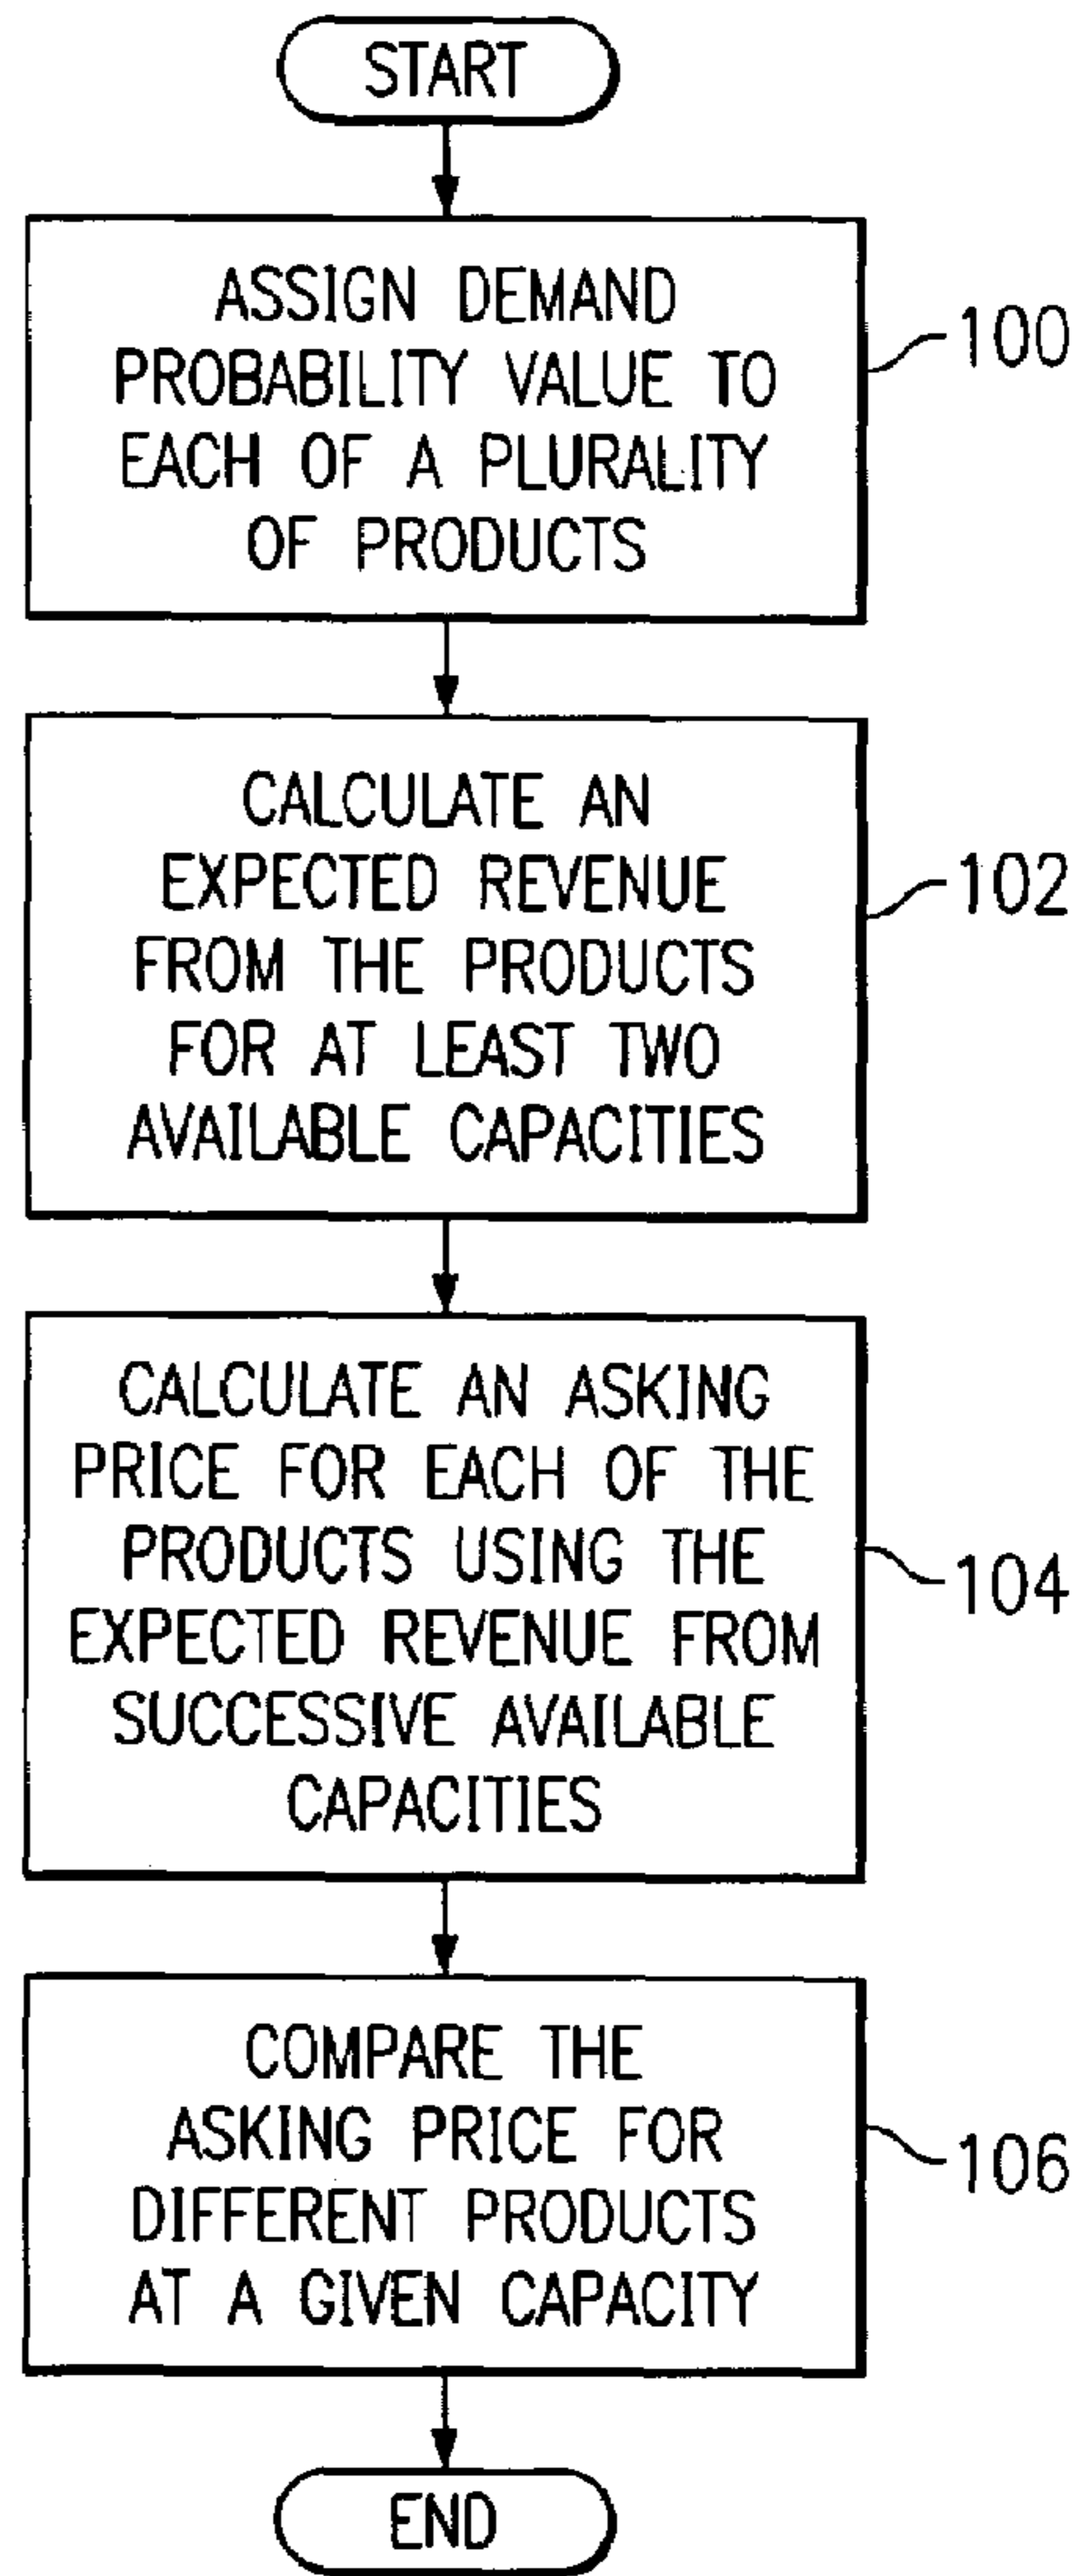 START
ASSIGN DEMAND
PROBABILITY VALUE TO
EACH OF A PLURALITY
OF PRODUCTS
100
CALCULATE AN
EXPECTED REVENUE
FROM THE PRODUCTS
FOR AT LEAST TWO
AVAILABLE CAPACITIES
102
CALCULATE AN ASKING
PRICE FOR EACH OF THE
PRODUCTS USING THE
EXPECTED REVENUE FROM
SUCCESSIVE AVAILABLE
CAPACITIES
104
COMPARE THE
ASKING PRICE FOR
DIFFERENT PRODUCTS
AT A GIVEN CAPACITY
106
END